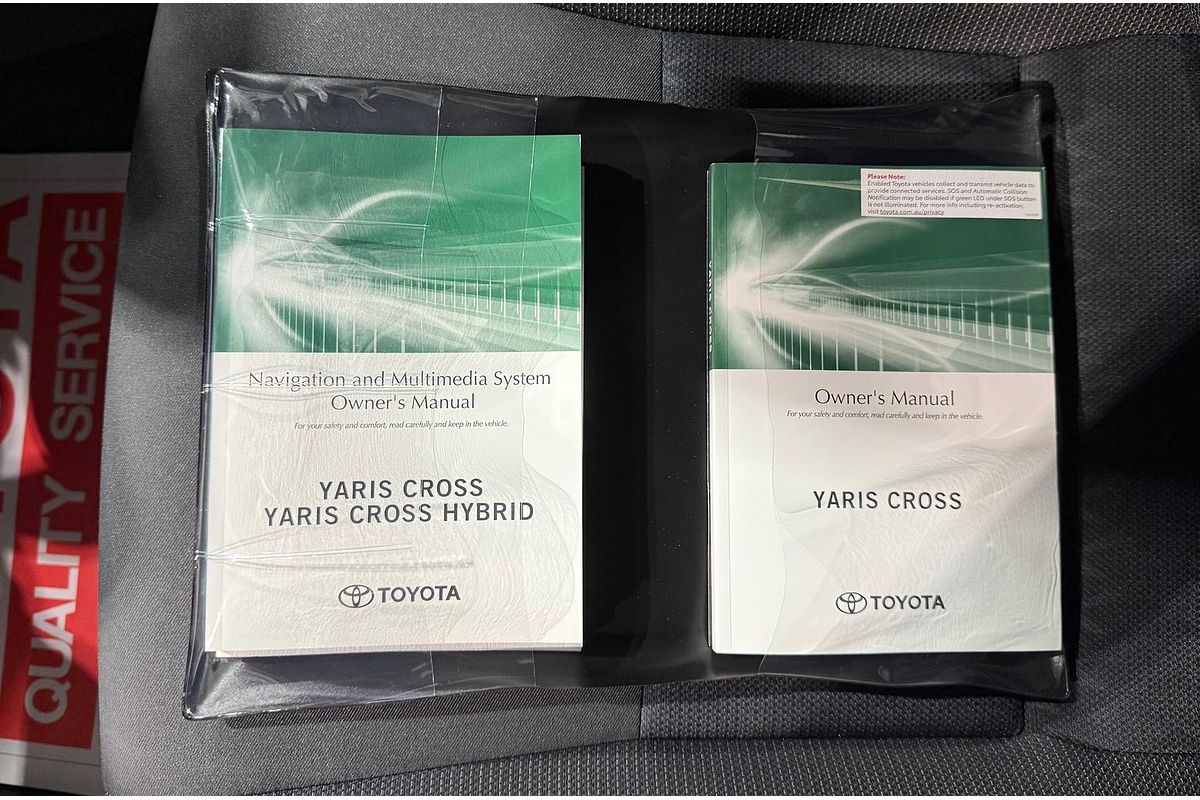 QUALITY SERVICE
Navigation and Multimedia System
Owner's Manual
For your safety and comfort, read carefully and keep in the vehicle.
YARIS CROSS
YARIS CROSS HYBRID
TOYOTA
Please Note:
Enabled Toyota vehicles collect and transmit vehicle data to
provide connected services. SOS and Automatic Collision
Notification may be disabled if green LED under SOS button
is not illuminated. For more info including re-activation,
visit toyota.com.au/privacy
YARIS CROSS
Owner's Manual
For your safety and comfort, read carefully and keep in the vehicle.
YARIS CROSS
TOYOTA